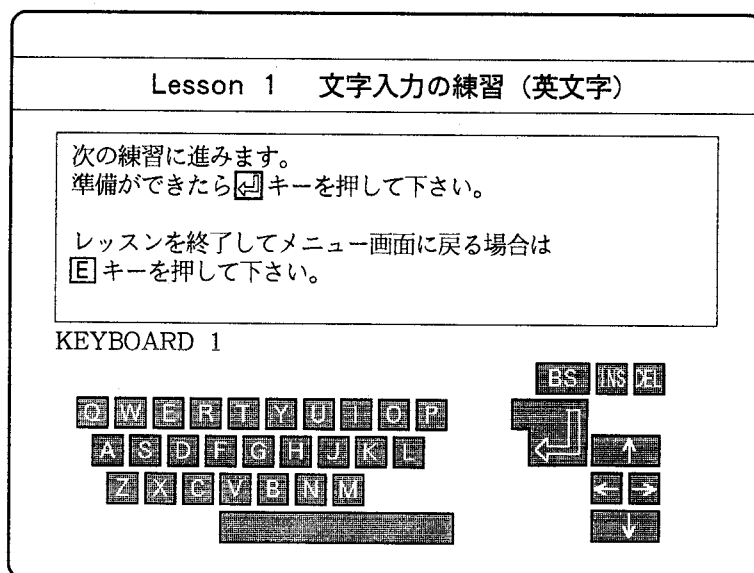 Lesson 1 文字入力の練習（英文字）
次の練習に進みます。
準備ができたら⏎キーを押して下さい。
レッスンを終了してメニュー画面に戻る場合は
Eキーを押して下さい。
KEYBOARD 1
BS INS DEL
Q W E R T Y U I O P
A S D F G H J K L
Z X C V B N M